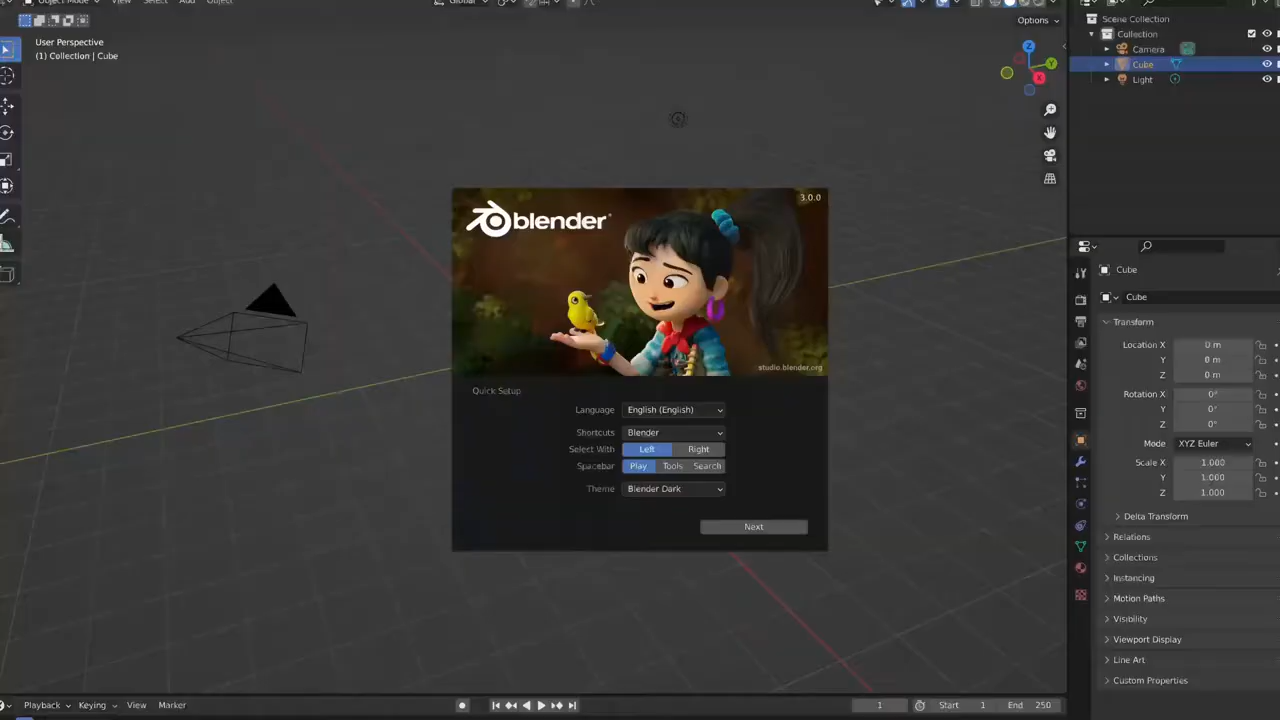 Object Mode View Select Add Object Global
Options
User Perspective
(1) Collection | Cube
Scene Collection
Collection
Camera
Cube
Light
Z
Y
X
3.0.0
blender
studio.blender.org
Quick Setup
Language English (English)
Shortcuts Blender
Select With Left Right
Spacebar Play Tools Search
Theme Blender Dark
Next
Cube
Cube
Transform
Location X 0 m
Y 0 m
Z 0 m
Rotation X 0°
Y 0°
Z 0°
Mode XYZ Euler
Scale X 1.000
Y 1.000
Z 1.000
Delta Transform
Relations
Collections
Instancing
Motion Paths
Visibility
Viewport Display
Line Art
Custom Properties
Playback Keying View Marker 1 Start 1 End 250